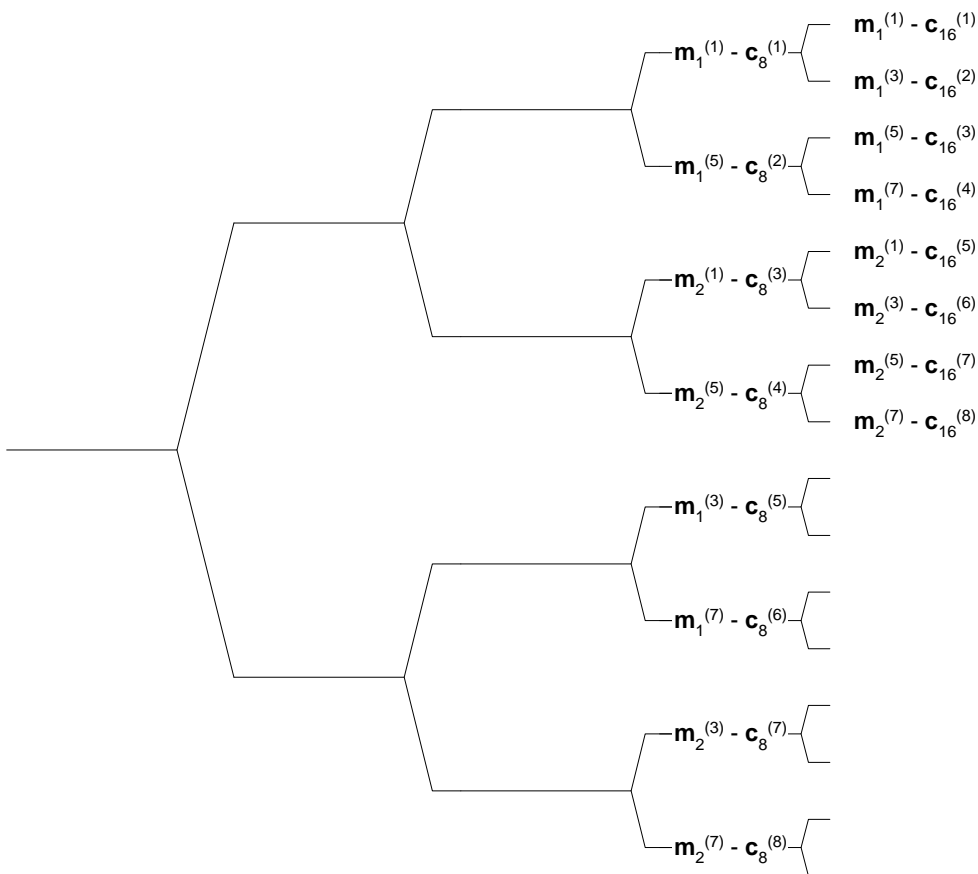 m₁⁽¹⁾ - c₁₆⁽¹⁾
m₁⁽¹⁾ - c₈⁽¹⁾
m₁⁽³⁾ - c₁₆⁽²⁾
m₁⁽⁵⁾ - c₁₆⁽³⁾
m₁⁽⁵⁾ - c₈⁽²⁾
m₁⁽⁷⁾ - c₁₆⁽⁴⁾
m₂⁽¹⁾ - c₁₆⁽⁵⁾
m₂⁽¹⁾ - c₈⁽³⁾
m₂⁽³⁾ - c₁₆⁽⁶⁾
m₂⁽⁵⁾ - c₁₆⁽⁷⁾
m₂⁽⁵⁾ - c₈⁽⁴⁾
m₂⁽⁷⁾ - c₁₆⁽⁸⁾
m₁⁽³⁾ - c₈⁽⁵⁾
m₁⁽⁷⁾ - c₈⁽⁶⁾
m₂⁽³⁾ - c₈⁽⁷⁾
m₂⁽⁷⁾ - c₈⁽⁸⁾